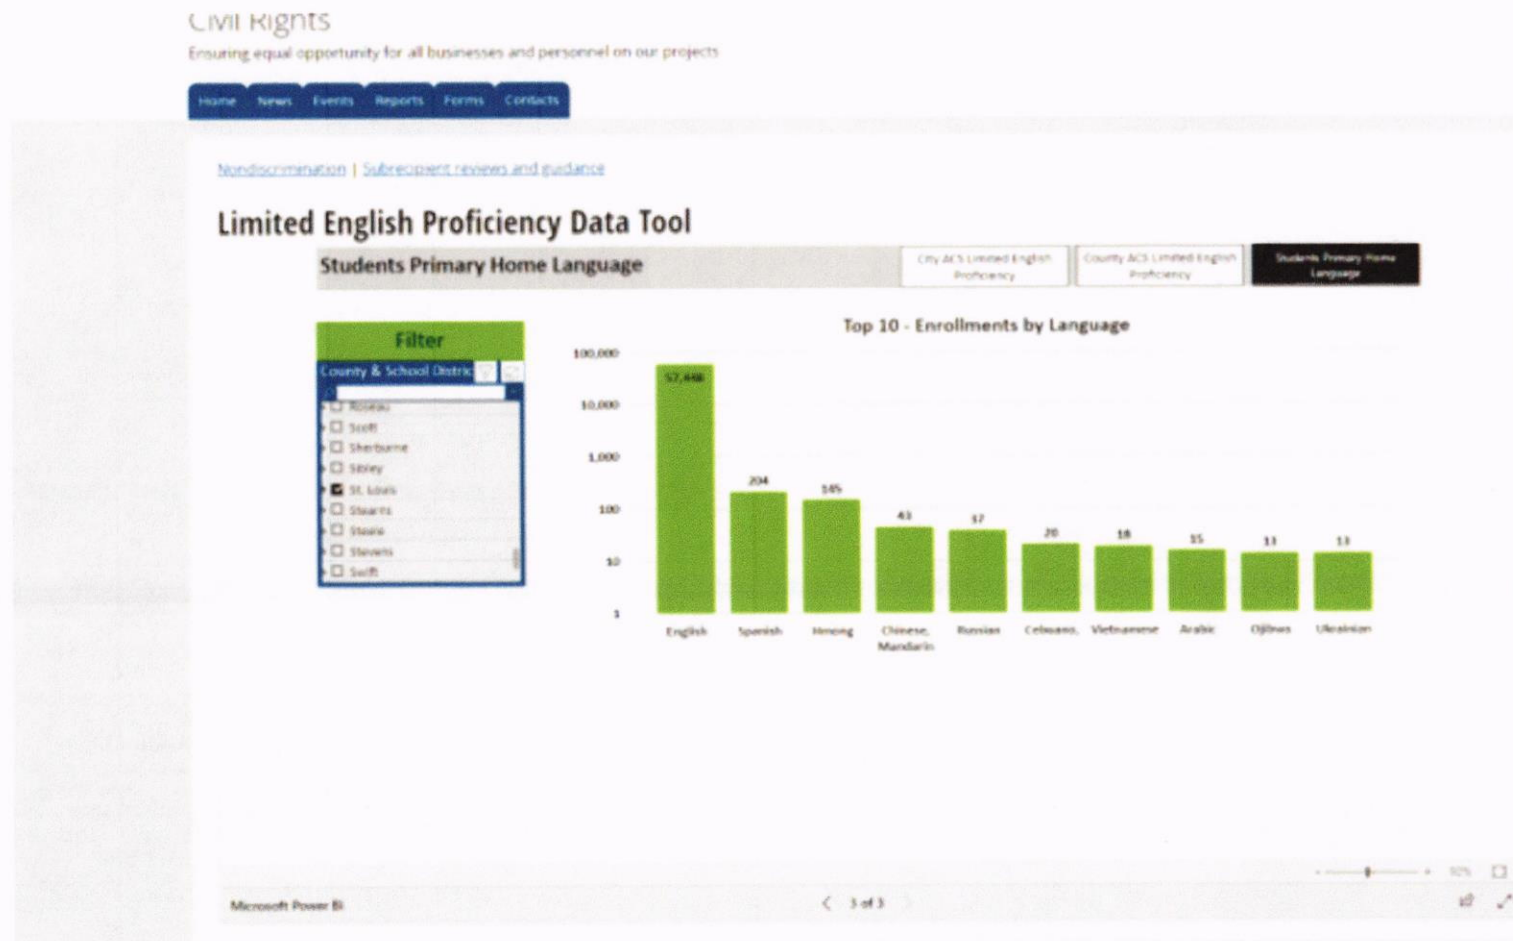 Civil Rights
Ensuring equal opportunity for all businesses and personnel on our projects
Home News Events Reports Forms Contacts
Nondiscrimination | Subrecipient reviews and guidance
Limited English Proficiency Data Tool
Students Primary Home Language
City ACS Limited English
Proficiency
County ACS Limited English
Proficiency
Students Primary Home
Language
Filter
County & School Distric
Roseau
Scott
Sherburne
Sibley
St. Louis
Stearns
Steele
Stevens
Swift
Top 10 - Enrollments by Language
100,000
10,000
1,000
100
10
1
204
145
43
37
20
18
15
13
13
English
Spanish
Hmong
Chinese,
Mandarin
Russian
Cebuano,
Vietnamese
Arabic
Ojibwa
Ukrainian
Microsoft Power BI
3 of 3